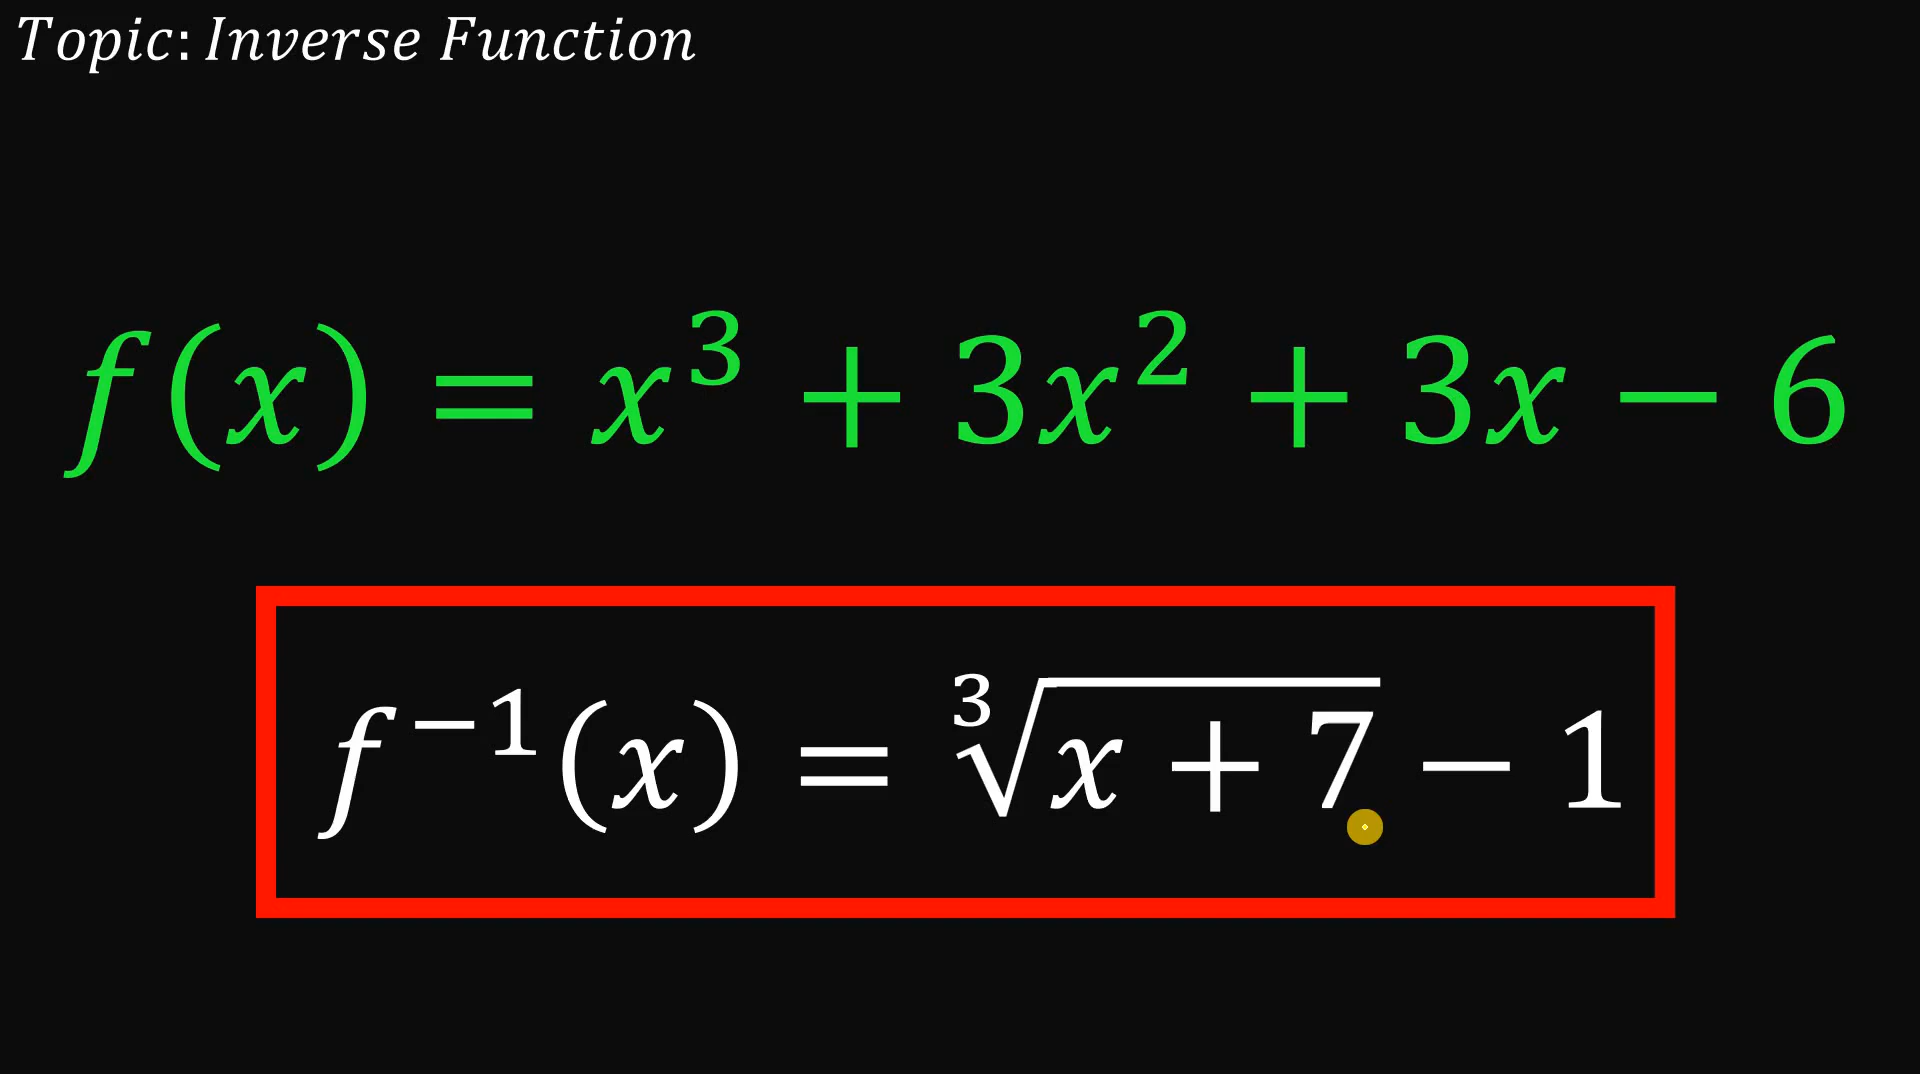 Topic: Inverse Function
f(x) = x³ + 3x² + 3x − 6
f⁻¹(x) = ∛(x + 7) − 1